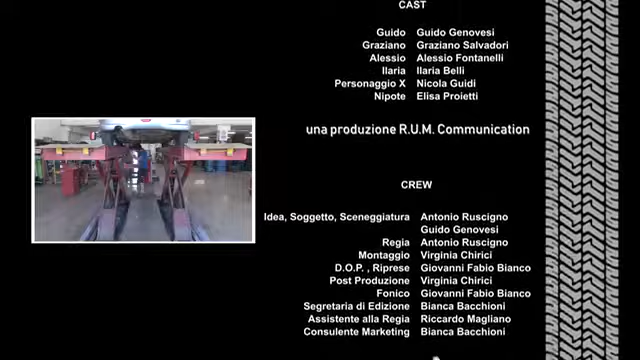 CAST
Guido Guido Genovesi
Graziano Graziano Salvadori
Alessio Alessio Fontanelli
Ilaria Ilaria Belli
Personaggio X Nicola Guidi
Nipote Elisa Proietti
una produzione R.U.M. Communication
CREW
Idea, Soggetto, Sceneggiatura Antonio Ruscigno
Guido Genovesi
Regia Antonio Ruscigno
Montaggio Virginia Chirici
D.O.P. , Riprese Giovanni Fabio Bianco
Post Produzione Virginia Chirici
Fonico Giovanni Fabio Bianco
Segretaria di Edizione Bianca Bacchioni
Assistente alla Regia Riccardo Magliano
Consulente Marketing Bianca Bacchioni